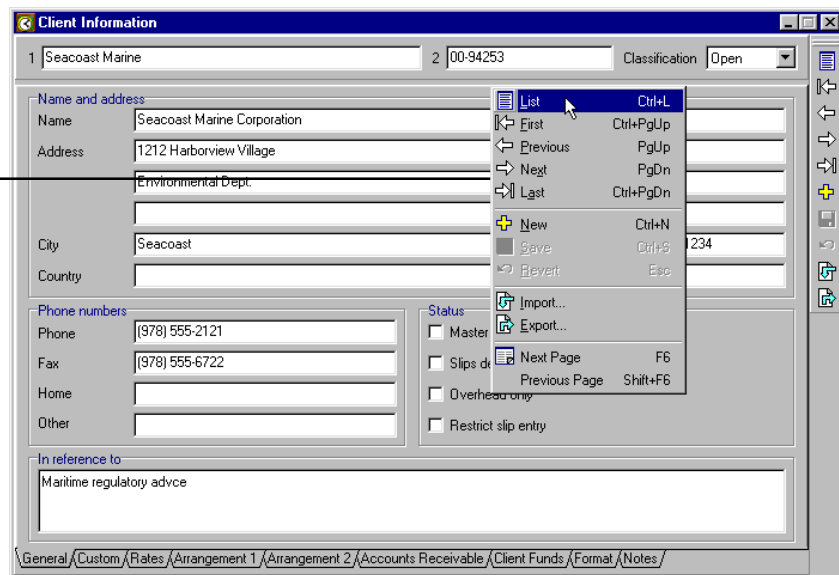 Client Information
1 Seacoast Marine 2 00-94253 Classification Open
Name and address
Name Seacoast Marine Corporation
Address 1212 Harborview Village
Environmental Dept.
City Seacoast 1234
Country
List Ctrl+L
First Ctrl+PgUp
Previous PgUp
Next PgDn
Last Ctrl+PgDn
New Ctrl+N
Save Ctrl+S
Revert Esc
Import...
Export...
Next Page F6
Previous Page Shift+F6
Phone numbers
Phone (978) 555-2121
Fax (978) 555-6722
Home
Other
Status
Master
Slips de
Overhead only
Restrict slip entry
In reference to
Maritime regulatory advce
General Custom Rates Arrangement 1 Arrangement 2 Accounts Receivable Client Funds Format Notes